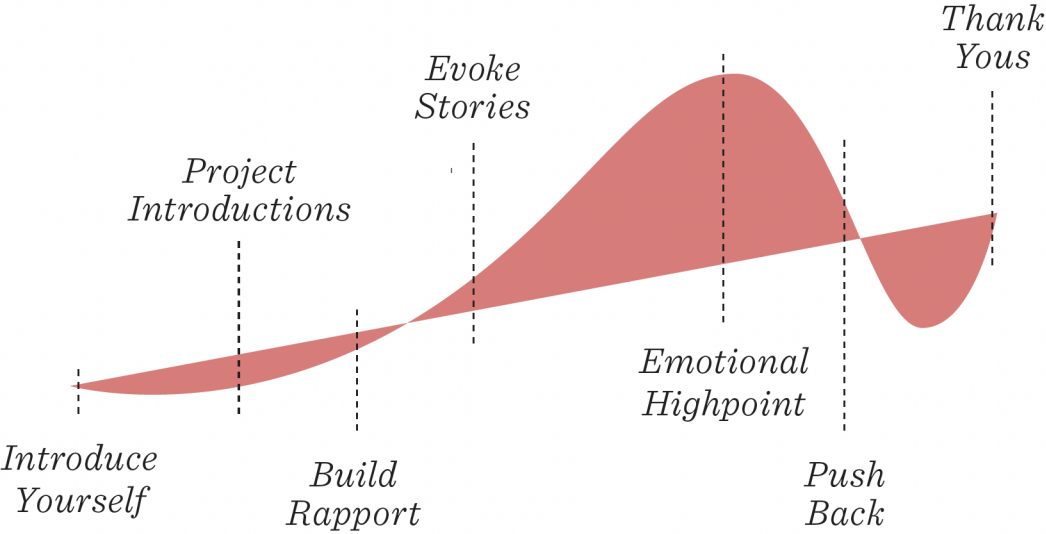 Introduce
Yourself
Project
Introductions
Build
Rapport
Evoke
Stories
Emotional
Highpoint
Push
Back
Thank
Yous